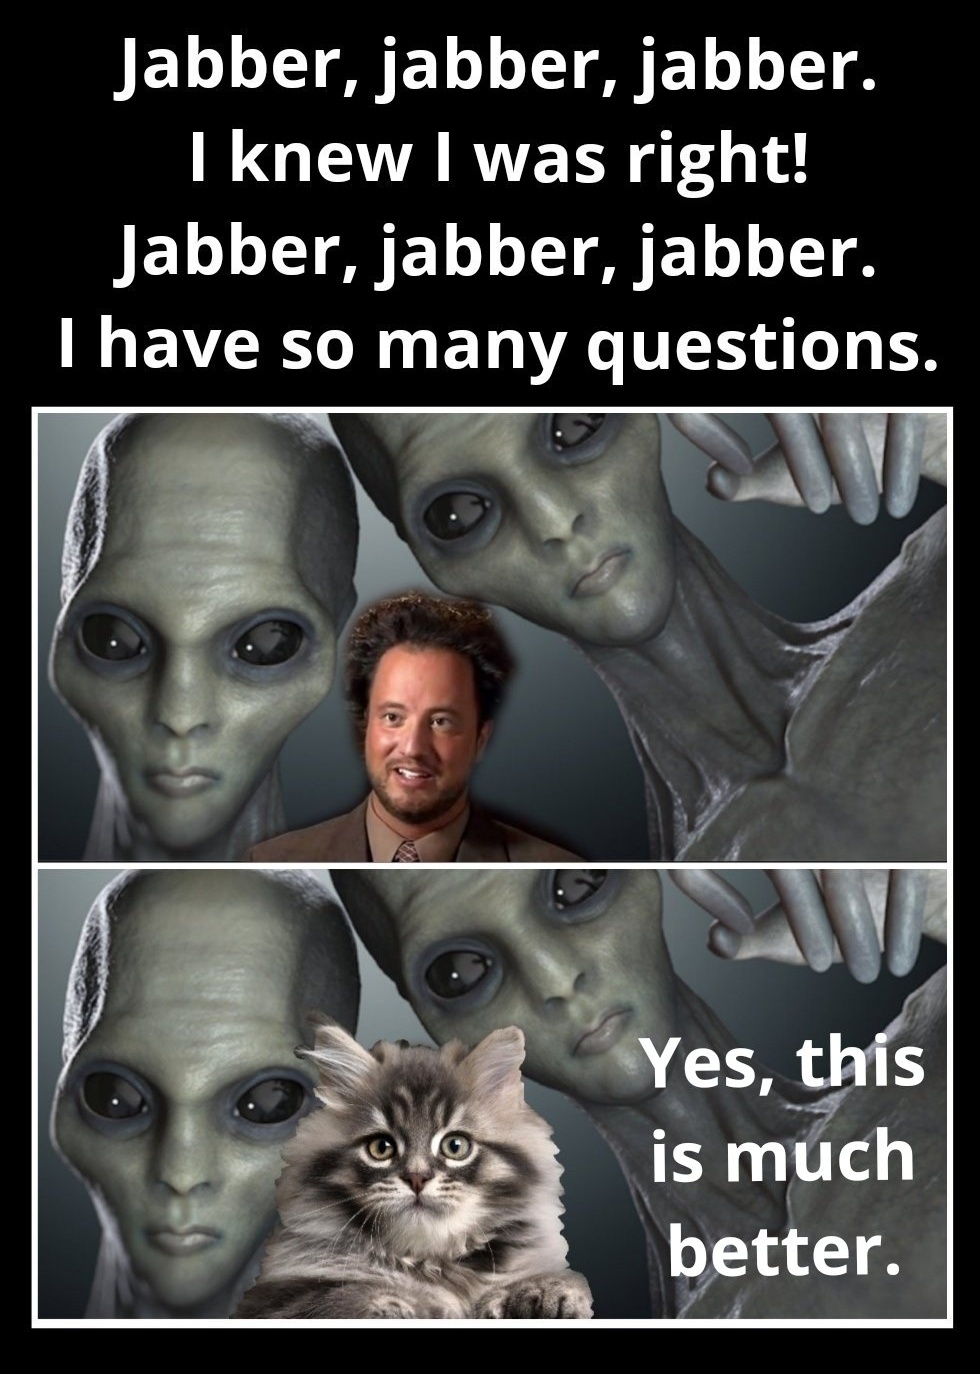 Jabber, jabber, jabber.
I knew I was right!
Jabber, jabber, jabber.
I have so many questions.
Yes, this
is much
better.